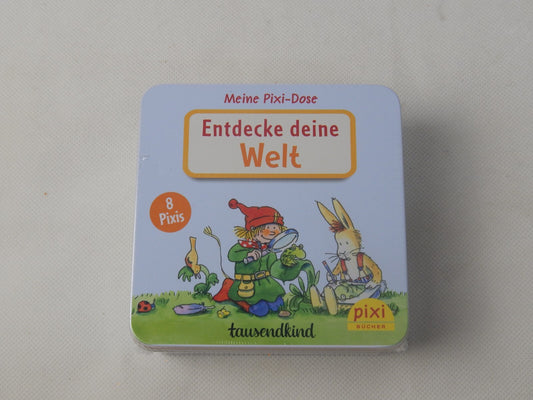 Meine Pixi-Dose
Entdecke deine
Welt
8
Pixis
tausendkind
pixi
BÜCHER